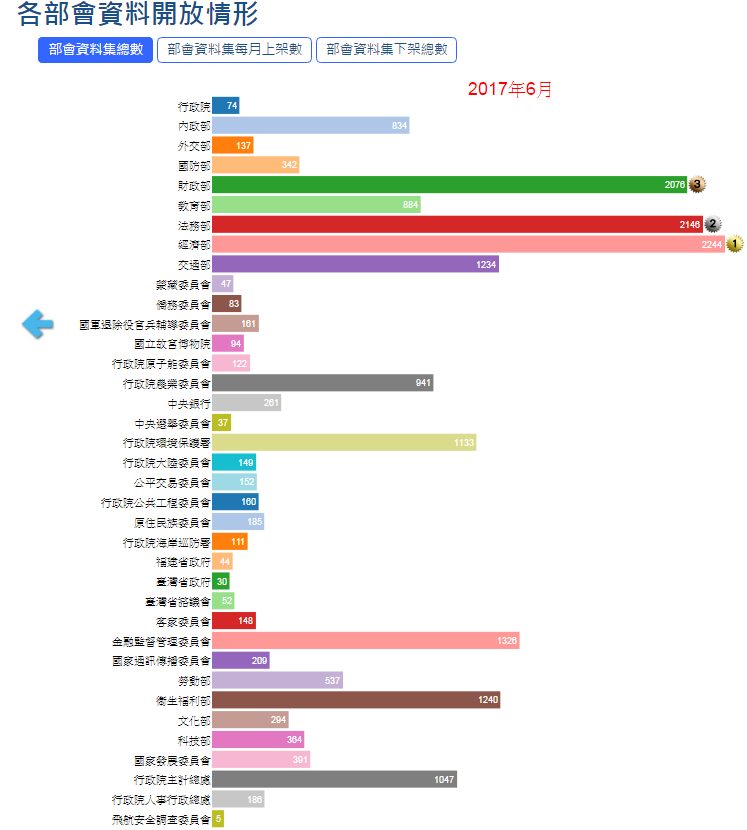 各部會資料開放情形
部會資料集總數 部會資料集每月上架數 部會資料集下架總數
2017年6月
行政院 74
內政部 834
外交部 137
國防部 342
財政部 2076 3
教育部 884
法務部 2146 2
經濟部 2244 1
交通部 1234
蒙藏委員會 47
僑務委員會 83
國軍退除役官兵輔導委員會 161
國立故宮博物院 94
行政院原子能委員會 122
行政院農業委員會 941
中央銀行 261
中央選舉委員會 37
行政院環境保護署 1133
行政院大陸委員會 149
公平交易委員會 152
行政院公共工程委員會 160
原住民族委員會 185
行政院海岸巡防署 111
福建省政府 44
臺灣省政府 30
臺灣省諮議會 52
客家委員會 148
金融監督管理委員會 1326
國家通訊傳播委員會 209
勞動部 537
衛生福利部 1240
文化部 294
科技部 364
國家發展委員會 391
行政院主計總處 1047
行政院人事行政總處 186
飛航安全調查委員會 5